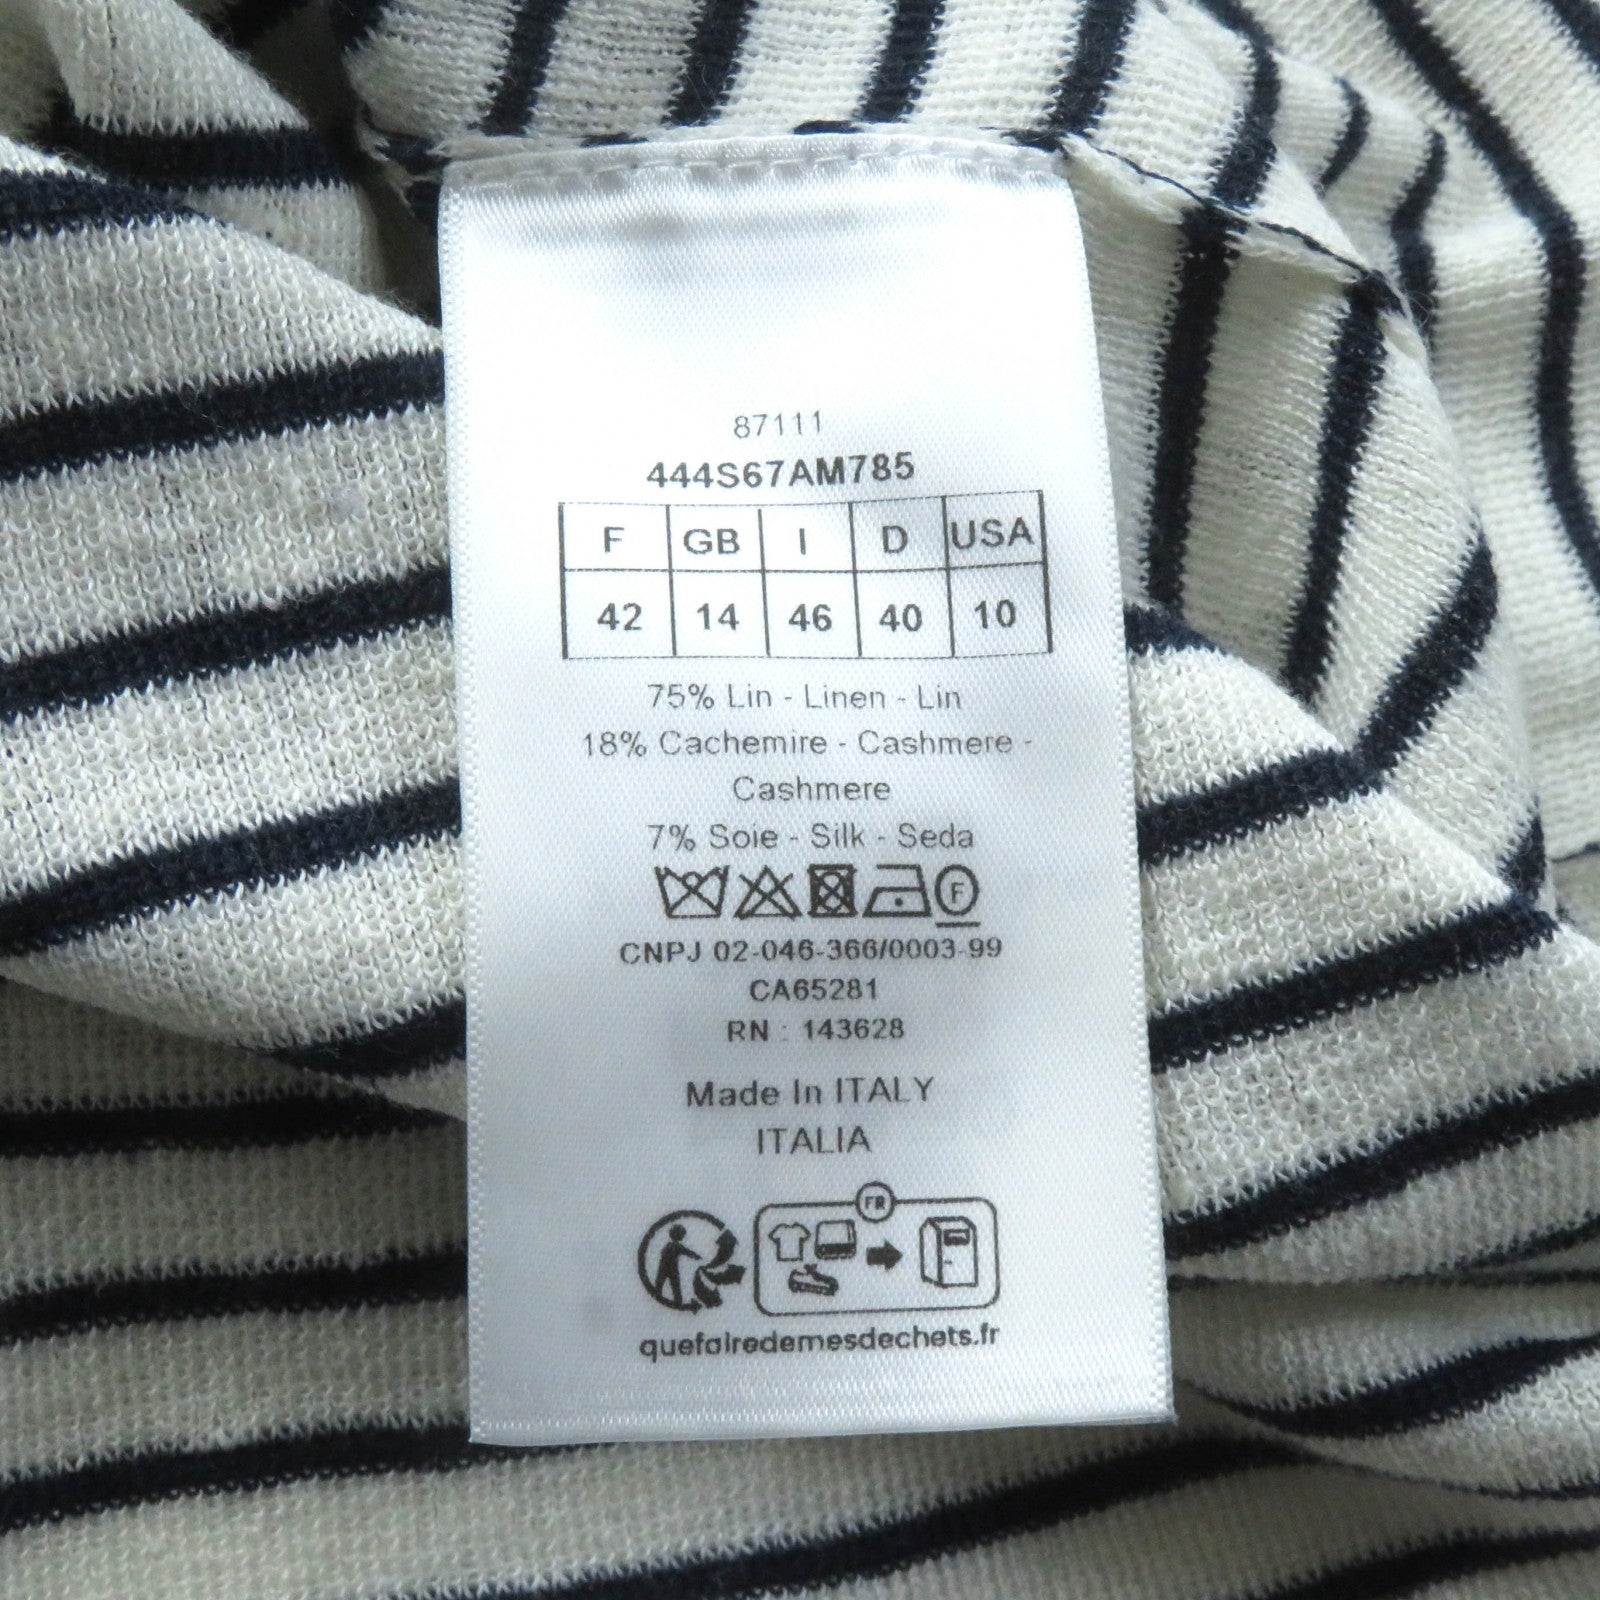 87111
444S67AM785
F GB I D USA
42 14 46 40 10
75% Lin - Linen - Lin
18% Cachemire - Cashmere -
Cashmere
7% Soie - Silk - Seda
F
CNPJ 02-046-366/0003-99
CA65281
RN : 143628
Made In ITALY
ITALIA
FR
quefairedemesdechets.fr